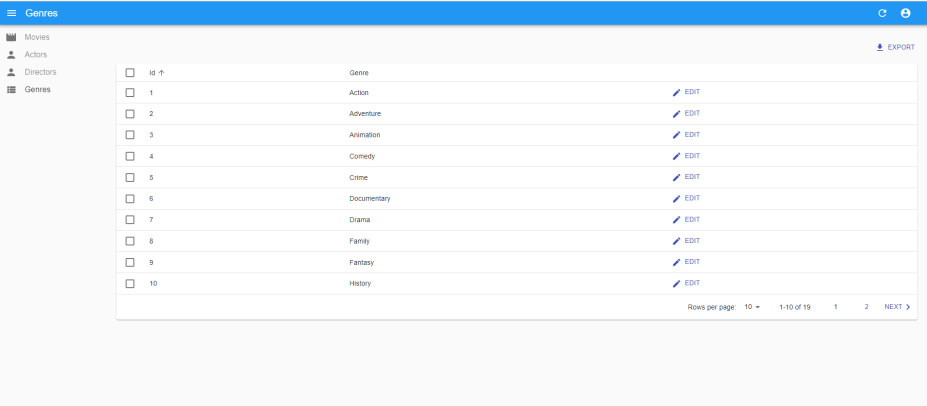 Genres
Movies
Actors
Directors
Genres
EXPORT
Id Genre
1 Action EDIT
2 Adventure EDIT
3 Animation EDIT
4 Comedy EDIT
5 Crime EDIT
6 Documentary EDIT
7 Drama EDIT
8 Family EDIT
9 Fantasy EDIT
10 History EDIT
Rows per page: 10 1-10 of 19 1 2 NEXT